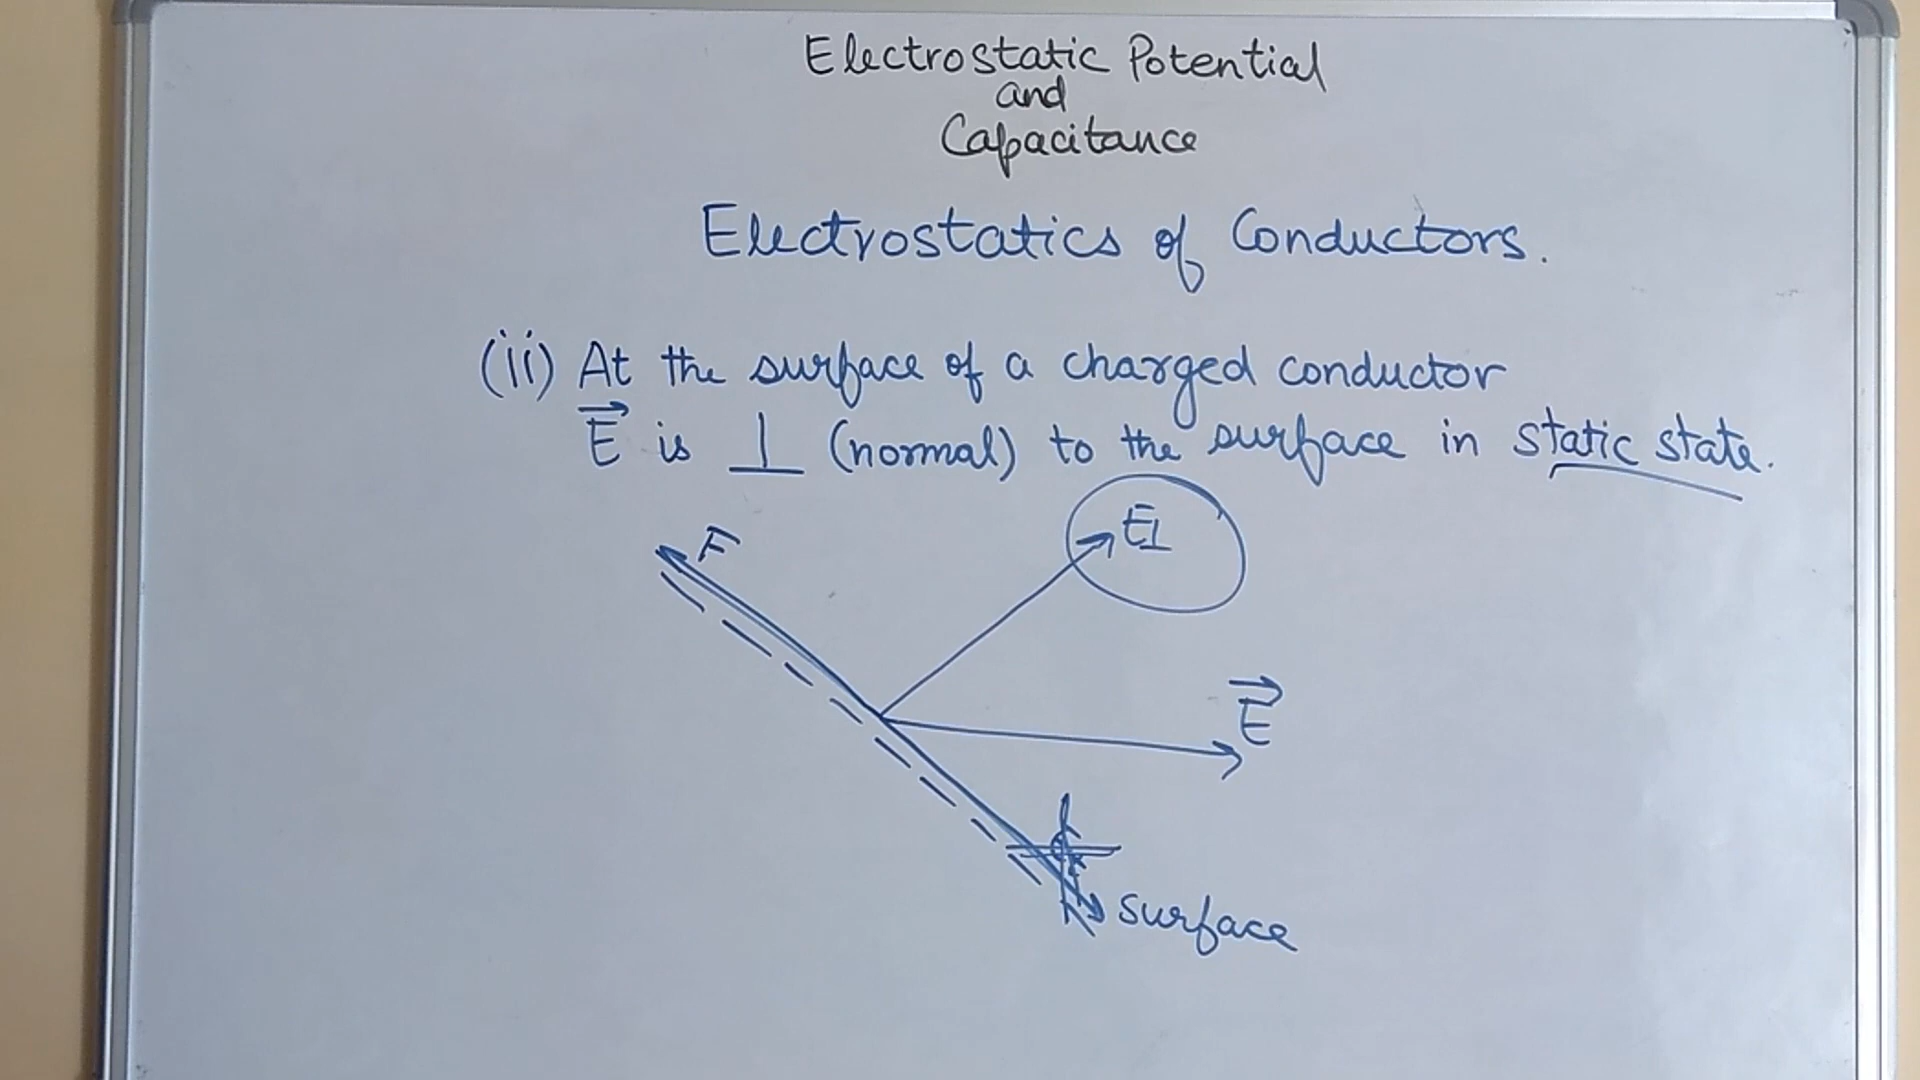 Electrostatic Potential
and
Capacitance
Electrostatics of Conductors.
(ii) At the surface of a charged conductor
E⃗ is ⊥ (normal) to the surface in static state.
F
E⊥
E⃗
surface